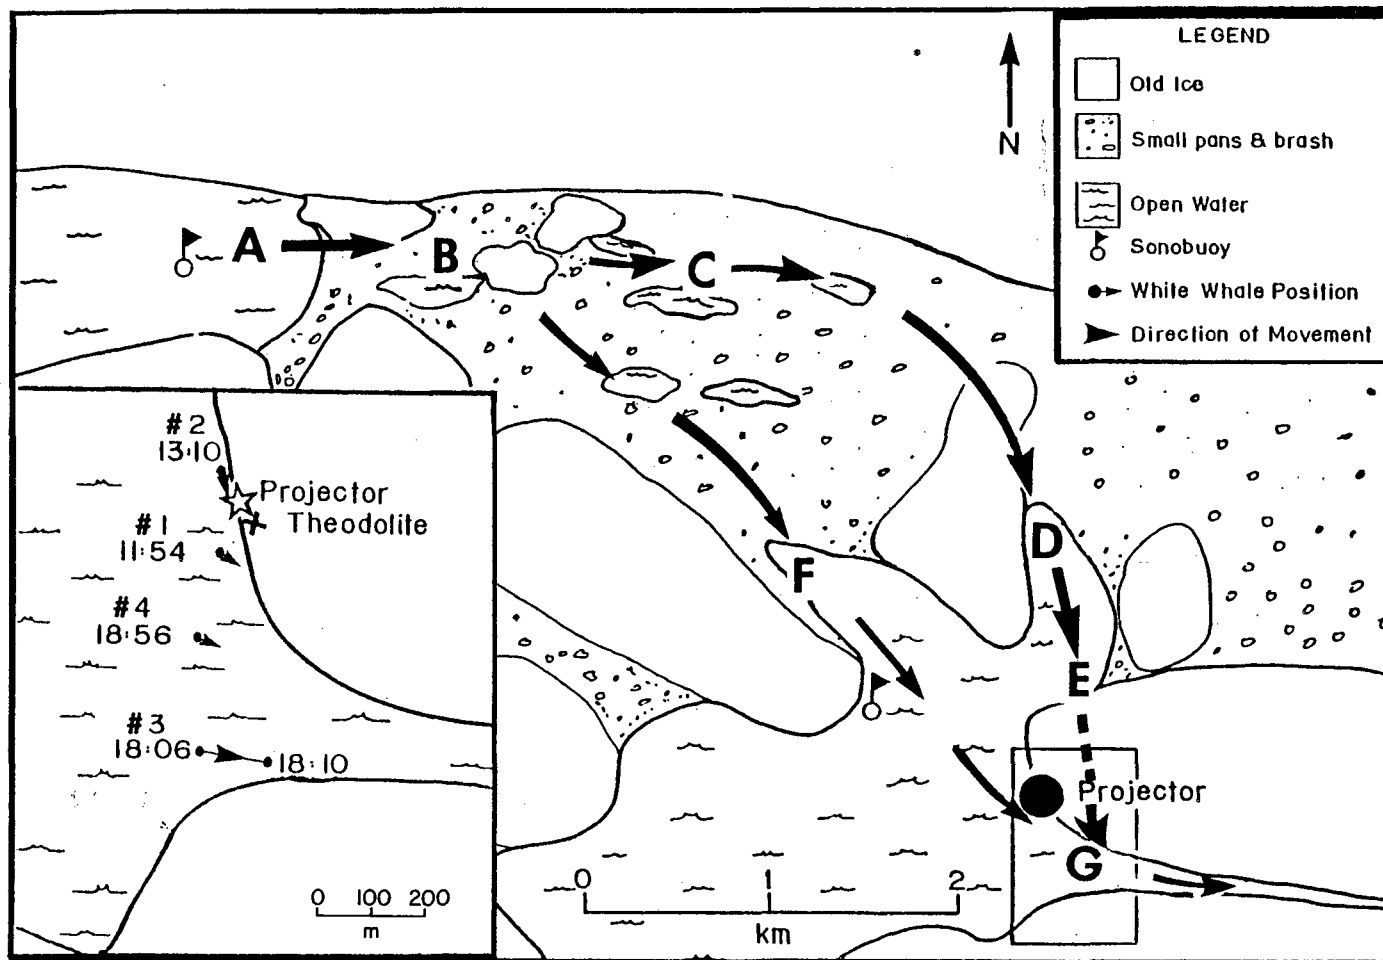 LEGEND
Old Ice
Small pans & brash
Open Water
Sonobuoy
White Whale Position
Direction of Movement
N
A
B
C
D
E
F
G
Projector
0 1 2
km
#2
13:10
Projector
Theodolite
#1
11:54
#4
18:56
#3
18:06
18:10
0 100 200
m